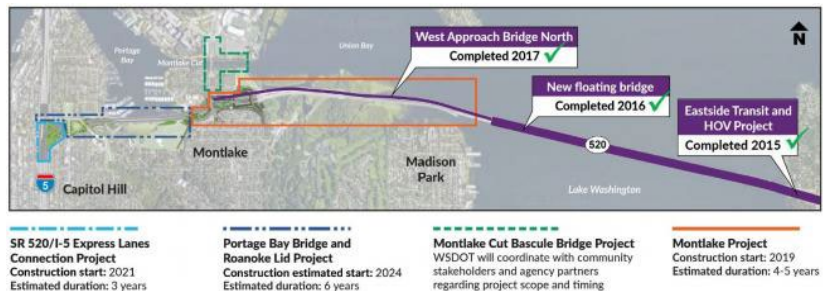 Portage
Bay
Montlake Cut
Union Bay
West Approach Bridge North
Completed 2017
N
New floating bridge
Completed 2016
Eastside Transit and
HOV Project
Completed 2015
520
Montlake
Madison
Park
Lake Washington
5
Capitol Hill
SR 520/I-5 Express Lanes
Connection Project
Construction start: 2021
Estimated duration: 3 years
Portage Bay Bridge and
Roanoke Lid Project
Construction estimated start: 2024
Estimated duration: 6 years
Montlake Cut Bascule Bridge Project
WSDOT will coordinate with community
stakeholders and agency partners
regarding project scope and timing
Montlake Project
Construction start: 2019
Estimated duration: 4-5 years